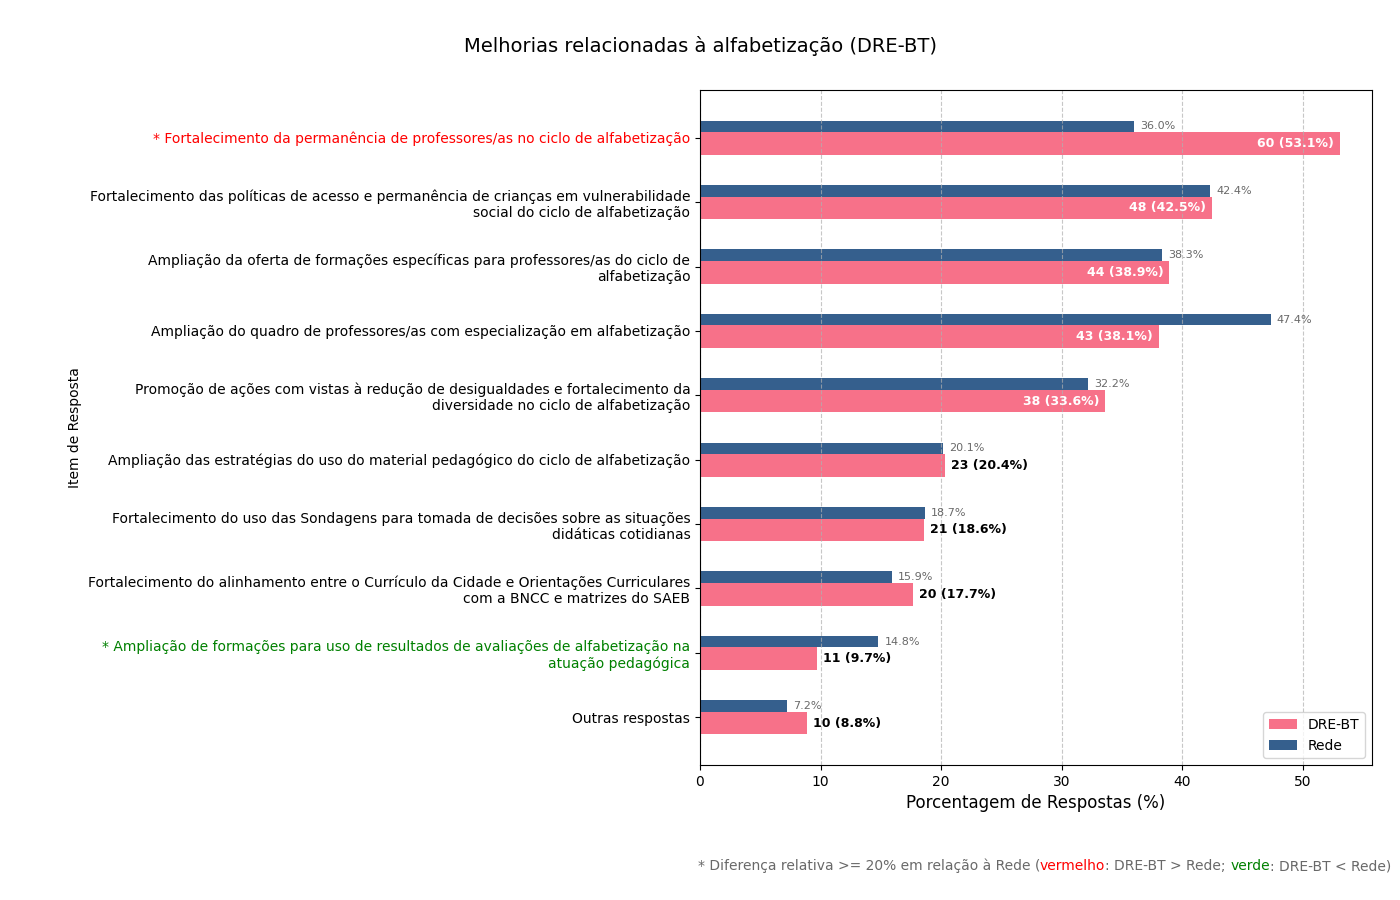 Melhorias relacionadas à alfabetização (DRE-BT)
Item de Resposta
* Fortalecimento da permanência de professores/as no ciclo de alfabetização
36.0%
60 (53.1%)
Fortalecimento das políticas de acesso e permanência de crianças em vulnerabilidade
social do ciclo de alfabetização
42.4%
48 (42.5%)
Ampliação da oferta de formações específicas para professores/as do ciclo de
alfabetização
38.3%
44 (38.9%)
Ampliação do quadro de professores/as com especialização em alfabetização
47.4%
43 (38.1%)
Promoção de ações com vistas à redução de desigualdades e fortalecimento da
diversidade no ciclo de alfabetização
32.2%
38 (33.6%)
Ampliação das estratégias do uso do material pedagógico do ciclo de alfabetização
20.1%
23 (20.4%)
Fortalecimento do uso das Sondagens para tomada de decisões sobre as situações
didáticas cotidianas
18.7%
21 (18.6%)
Fortalecimento do alinhamento entre o Currículo da Cidade e Orientações Curriculares
com a BNCC e matrizes do SAEB
15.9%
20 (17.7%)
* Ampliação de formações para uso de resultados de avaliações de alfabetização na
atuação pedagógica
14.8%
11 (9.7%)
Outras respostas
7.2%
10 (8.8%)
DRE-BT
Rede
0 10 20 30 40 50
Porcentagem de Respostas (%)
* Diferença relativa >= 20% em relação à Rede (vermelho: DRE-BT > Rede; verde: DRE-BT < Rede)